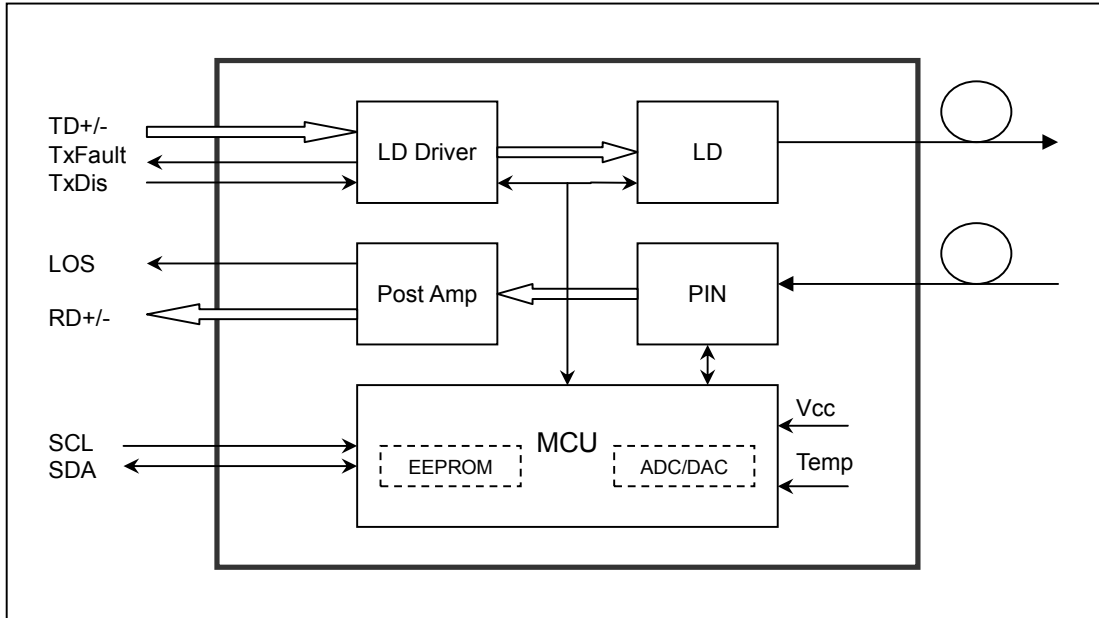 TD+/-
TxFault
TxDis
LD Driver
LD
LOS
RD+/-
Post Amp
PIN
SCL
SDA
MCU
EEPROM
ADC/DAC
Vcc
Temp